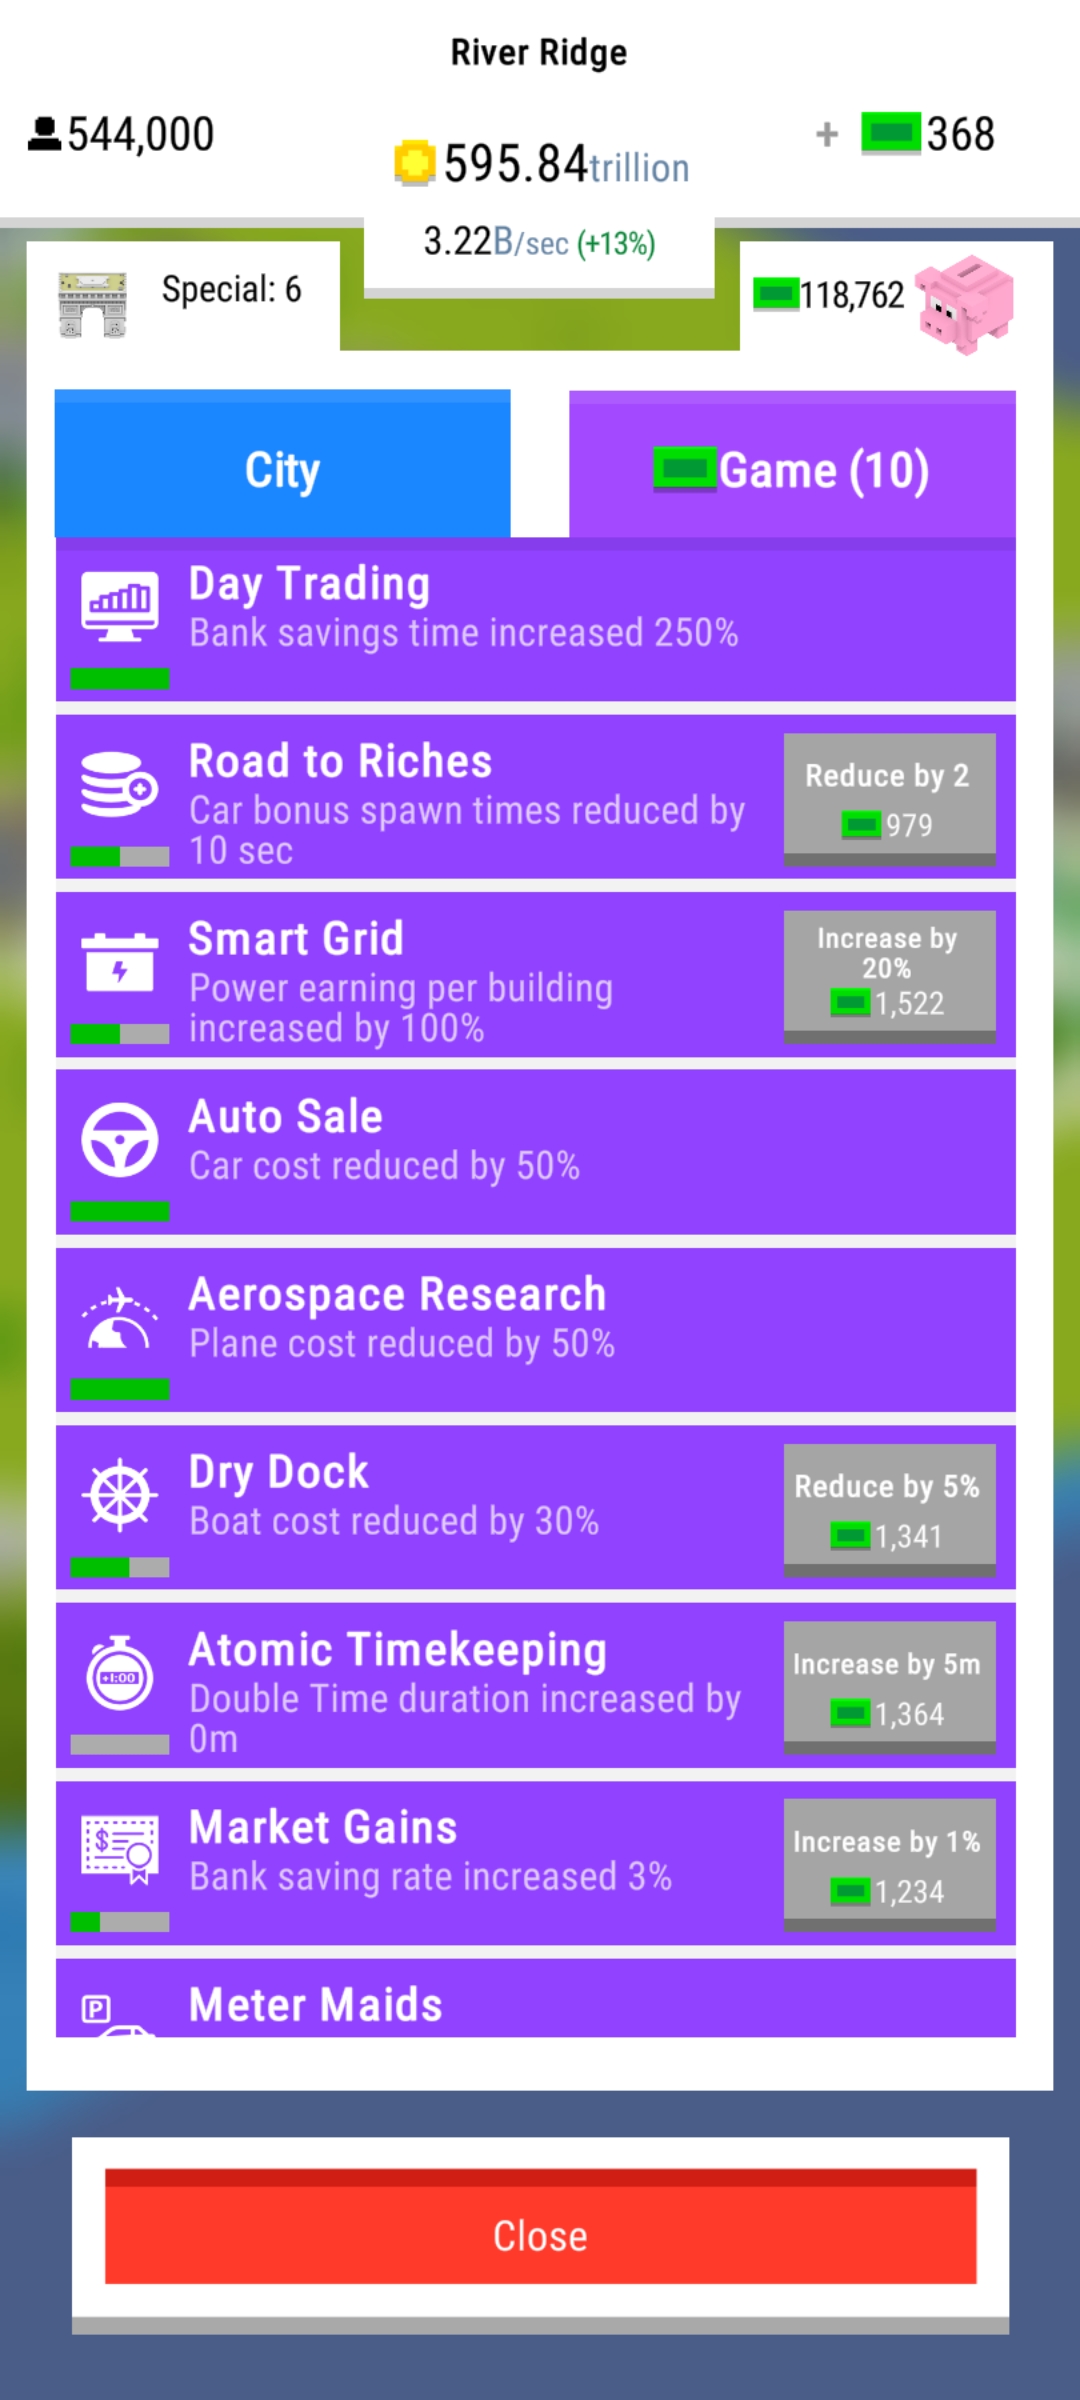 River Ridge
544,000
595.84trillion
+ 368
3.22B/sec (+13%)
Special: 6
118,762
City
Game (10)
Day Trading
Bank savings time increased 250%
Road to Riches
Car bonus spawn times reduced by
10 sec
Reduce by 2
979
Smart Grid
Power earning per building
increased by 100%
Increase by
20%
1,522
Auto Sale
Car cost reduced by 50%
Aerospace Research
Plane cost reduced by 50%
Dry Dock
Boat cost reduced by 30%
Reduce by 5%
1,341
+1:00
Atomic Timekeeping
Double Time duration increased by
0m
Increase by 5m
1,364
$
Market Gains
Bank saving rate increased 3%
Increase by 1%
1,234
P
Meter Maids
Close